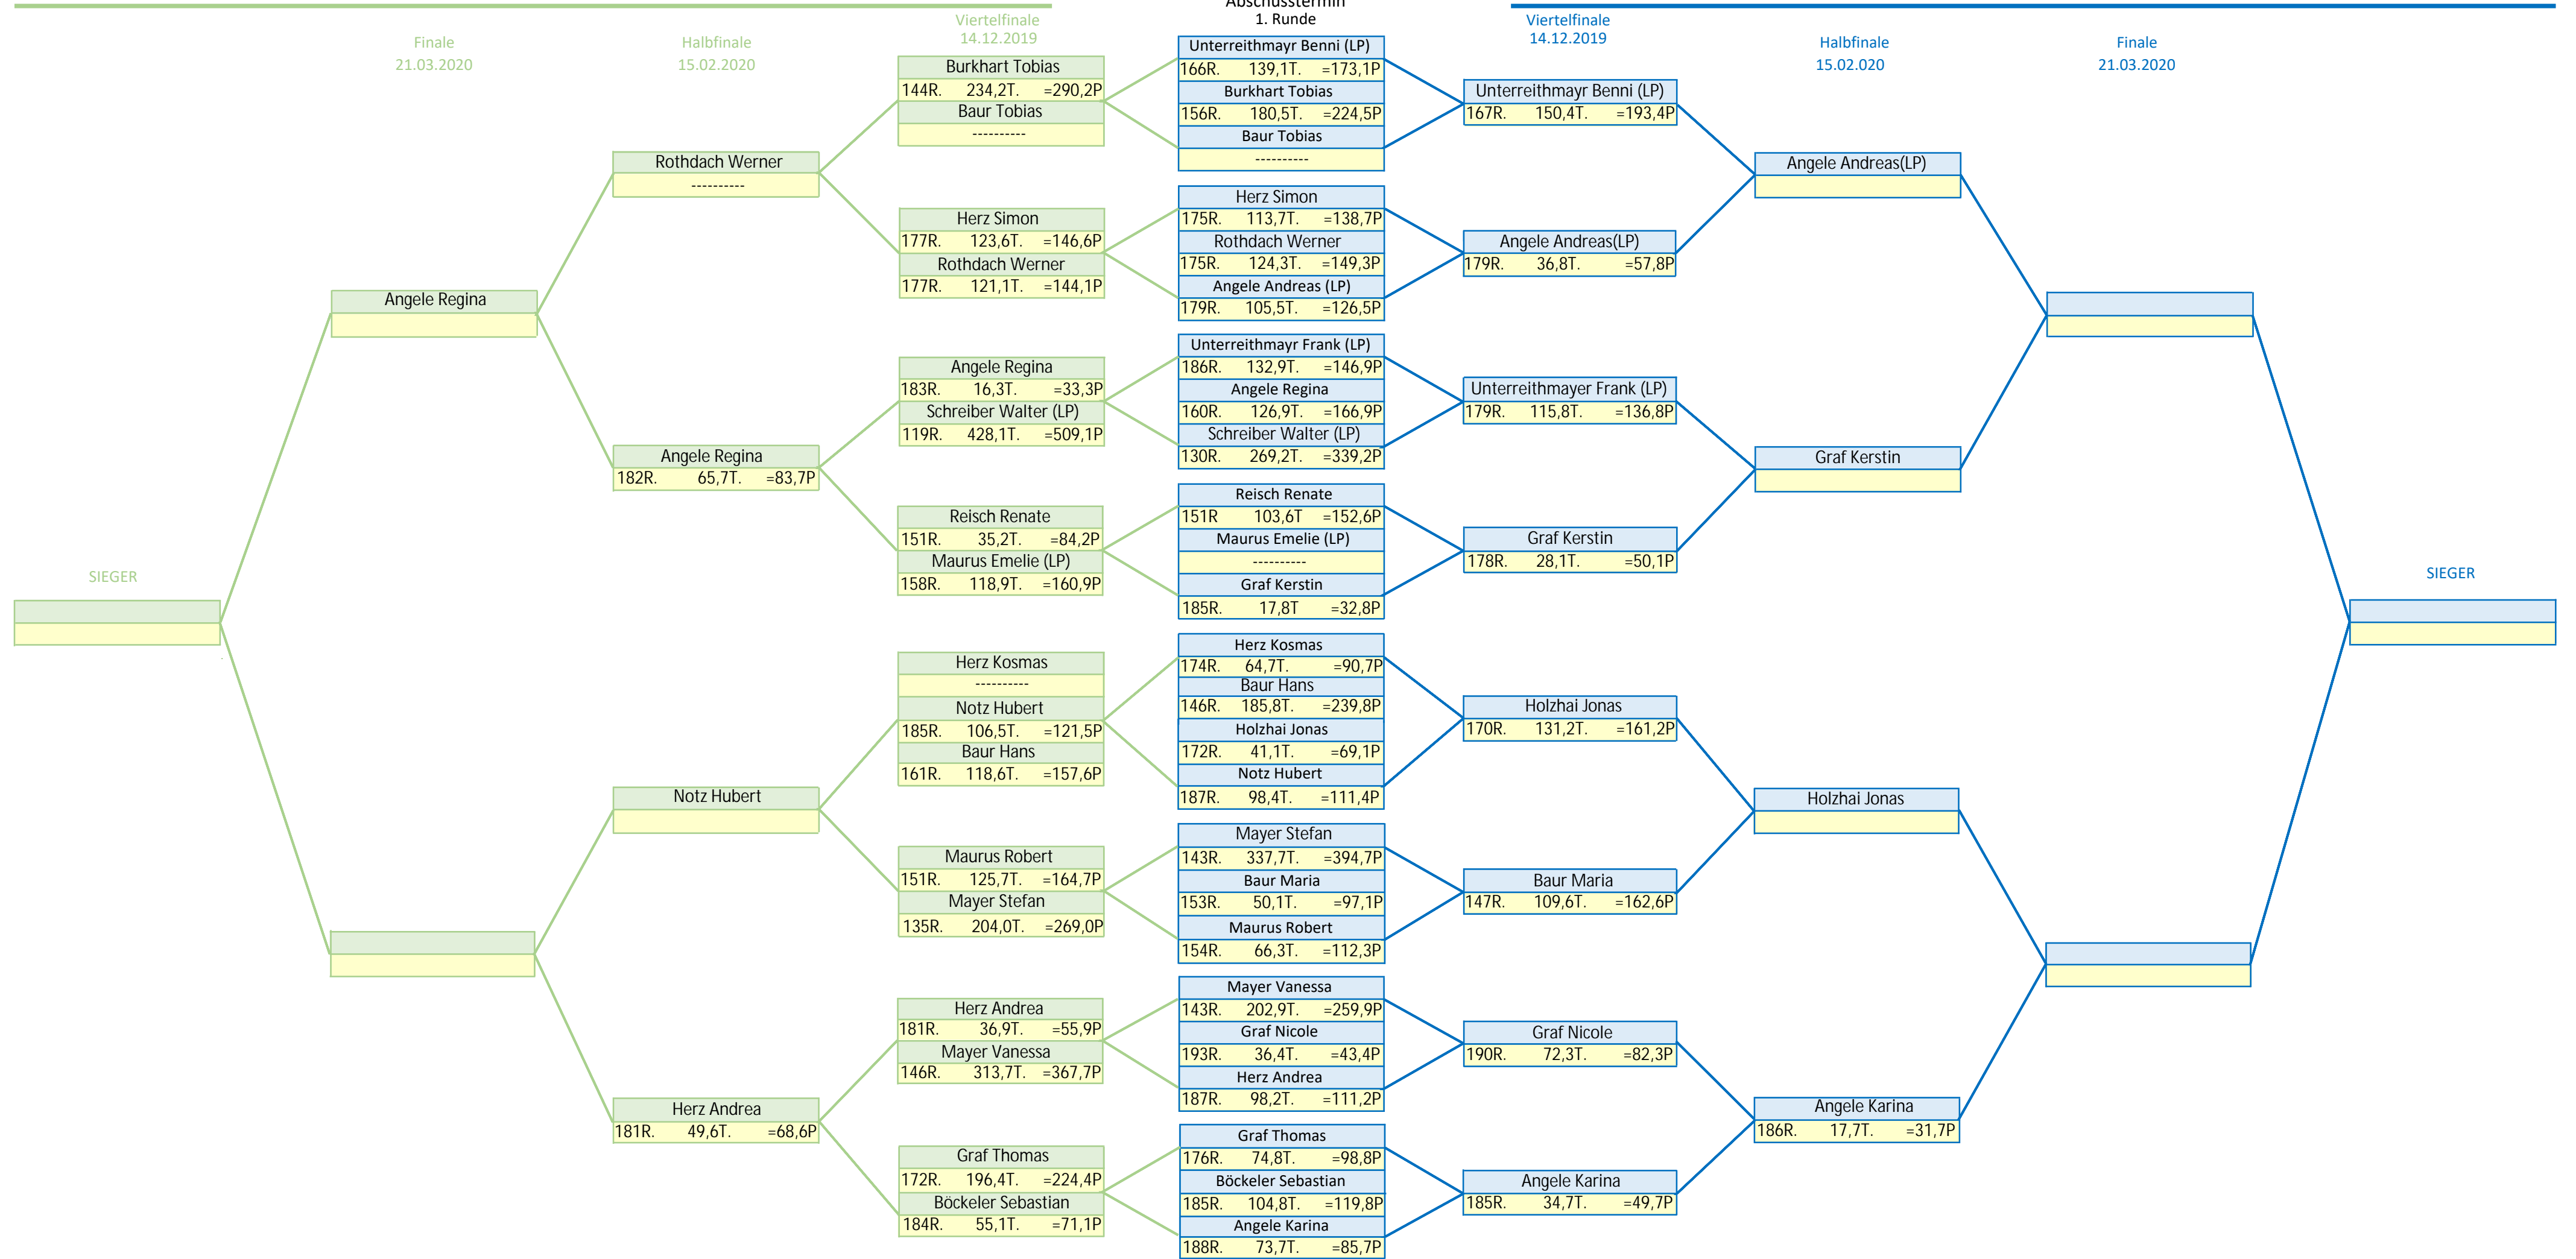 Abschusstermin
1. Runde
Finale
21.03.2020
Halbfinale
15.02.2020
Viertelfinale
14.12.2019
Viertelfinale
14.12.2019
Halbfinale
15.02.020
Finale
21.03.2020
SIEGER
Angele Regina
Rothdach Werner
----------
Angele Regina
182R. 65,7T. =83,7P
Notz Hubert
Herz Andrea
181R. 49,6T. =68,6P
Burkhart Tobias
144R. 234,2T. =290,2P
Baur Tobias
----------
Herz Simon
177R. 123,6T. =146,6P
Rothdach Werner
177R. 121,1T. =144,1P
Angele Regina
183R. 16,3T. =33,3P
Schreiber Walter (LP)
119R. 428,1T. =509,1P
Reisch Renate
151R. 35,2T. =84,2P
Maurus Emelie (LP)
158R. 118,9T. =160,9P
Herz Kosmas
----------
Notz Hubert
185R. 106,5T. =121,5P
Baur Hans
161R. 118,6T. =157,6P
Maurus Robert
151R. 125,7T. =164,7P
Mayer Stefan
135R. 204,0T. =269,0P
Herz Andrea
181R. 36,9T. =55,9P
Mayer Vanessa
146R. 313,7T. =367,7P
Graf Thomas
172R. 196,4T. =224,4P
Böckeler Sebastian
184R. 55,1T. =71,1P
Unterreithmayr Benni (LP)
166R. 139,1T. =173,1P
Burkhart Tobias
156R. 180,5T. =224,5P
Baur Tobias
----------
Herz Simon
175R. 113,7T. =138,7P
Rothdach Werner
175R. 124,3T. =149,3P
Angele Andreas (LP)
179R. 105,5T. =126,5P
Unterreithmayr Frank (LP)
186R. 132,9T. =146,9P
Angele Regina
160R. 126,9T. =166,9P
Schreiber Walter (LP)
130R. 269,2T. =339,2P
Reisch Renate
151R 103,6T =152,6P
Maurus Emelie (LP)
----------
Graf Kerstin
185R. 17,8T =32,8P
Herz Kosmas
174R. 64,7T. =90,7P
Baur Hans
146R. 185,8T. =239,8P
Holzhai Jonas
172R. 41,1T. =69,1P
Notz Hubert
187R. 98,4T. =111,4P
Mayer Stefan
143R. 337,7T. =394,7P
Baur Maria
153R. 50,1T. =97,1P
Maurus Robert
154R. 66,3T. =112,3P
Mayer Vanessa
143R. 202,9T. =259,9P
Graf Nicole
193R. 36,4T. =43,4P
Herz Andrea
187R. 98,2T. =111,2P
Graf Thomas
176R. 74,8T. =98,8P
Böckeler Sebastian
185R. 104,8T. =119,8P
Angele Karina
188R. 73,7T. =85,7P
Unterreithmayr Benni (LP)
167R. 150,4T. =193,4P
Angele Andreas(LP)
179R. 36,8T. =57,8P
Unterreithmayer Frank (LP)
179R. 115,8T. =136,8P
Graf Kerstin
178R. 28,1T. =50,1P
Holzhai Jonas
170R. 131,2T. =161,2P
Baur Maria
147R. 109,6T. =162,6P
Graf Nicole
190R. 72,3T. =82,3P
Angele Karina
185R. 34,7T. =49,7P
Angele Andreas(LP)
Graf Kerstin
Holzhai Jonas
Angele Karina
186R. 17,7T. =31,7P
SIEGER